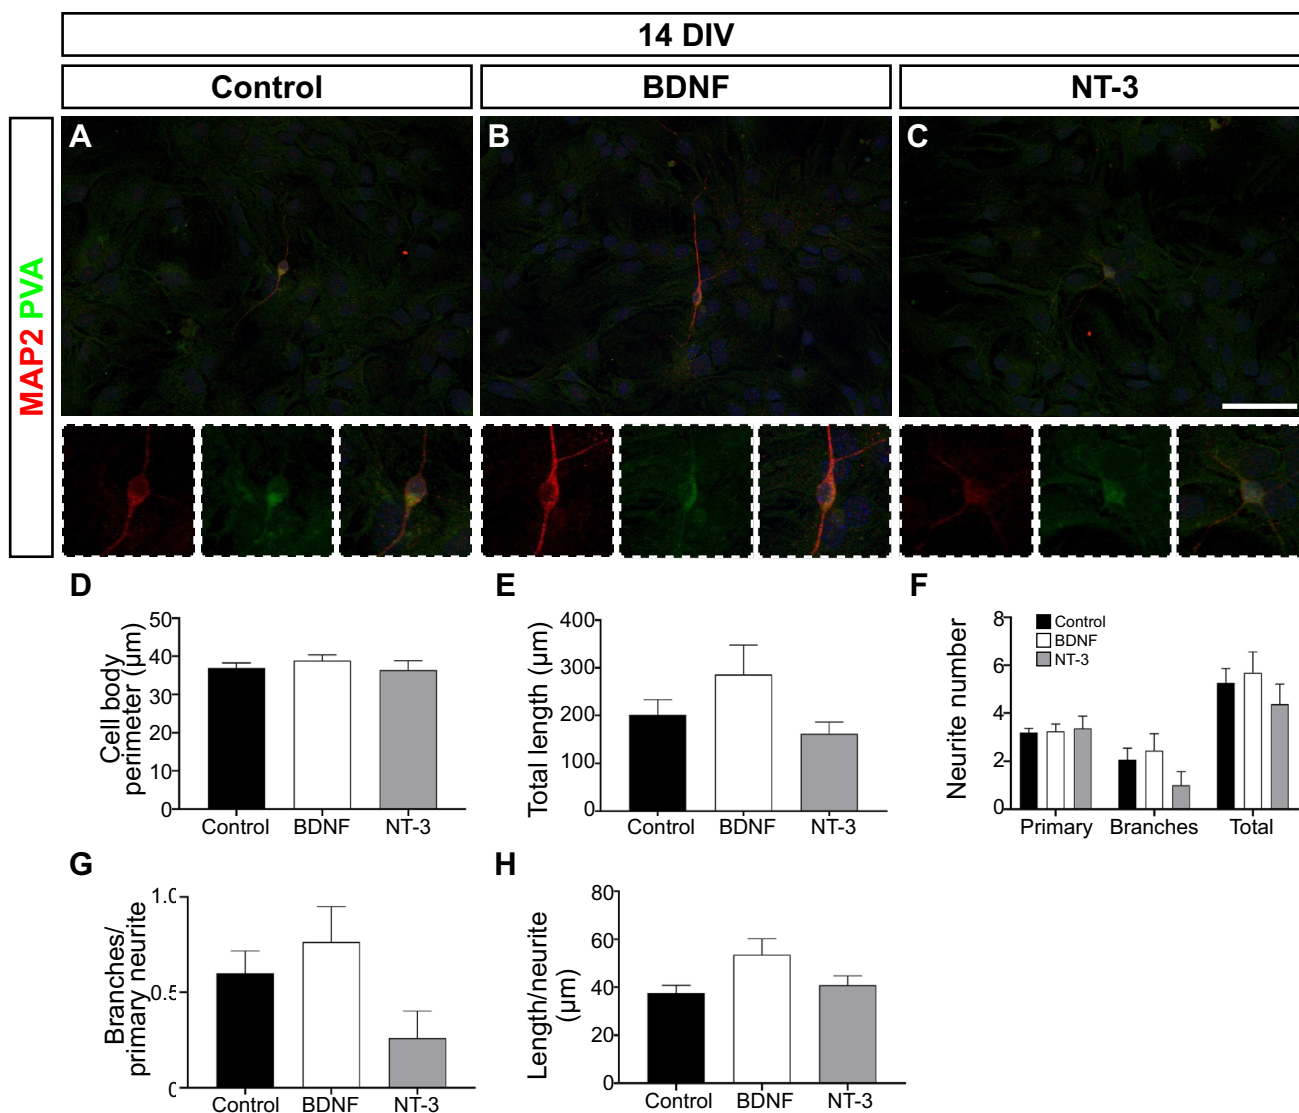 14 DIV
Control
BDNF
NT-3
MAP2 PVA
A
B
C
D
Cell body
perimeter (µm)
50
40
30
20
10
0
Control
BDNF
NT-3
E
Total length (µm)
400
300
200
100
0
Control
BDNF
NT-3
F
Neurite number
8
6
4
2
0
Control
BDNF
NT-3
Primary
Branches
Total
G
Branches/
primary neurite
Control
BDNF
NT-3
H
Length/neurite
(µm)
80
60
40
20
0
Control
BDNF
NT-3